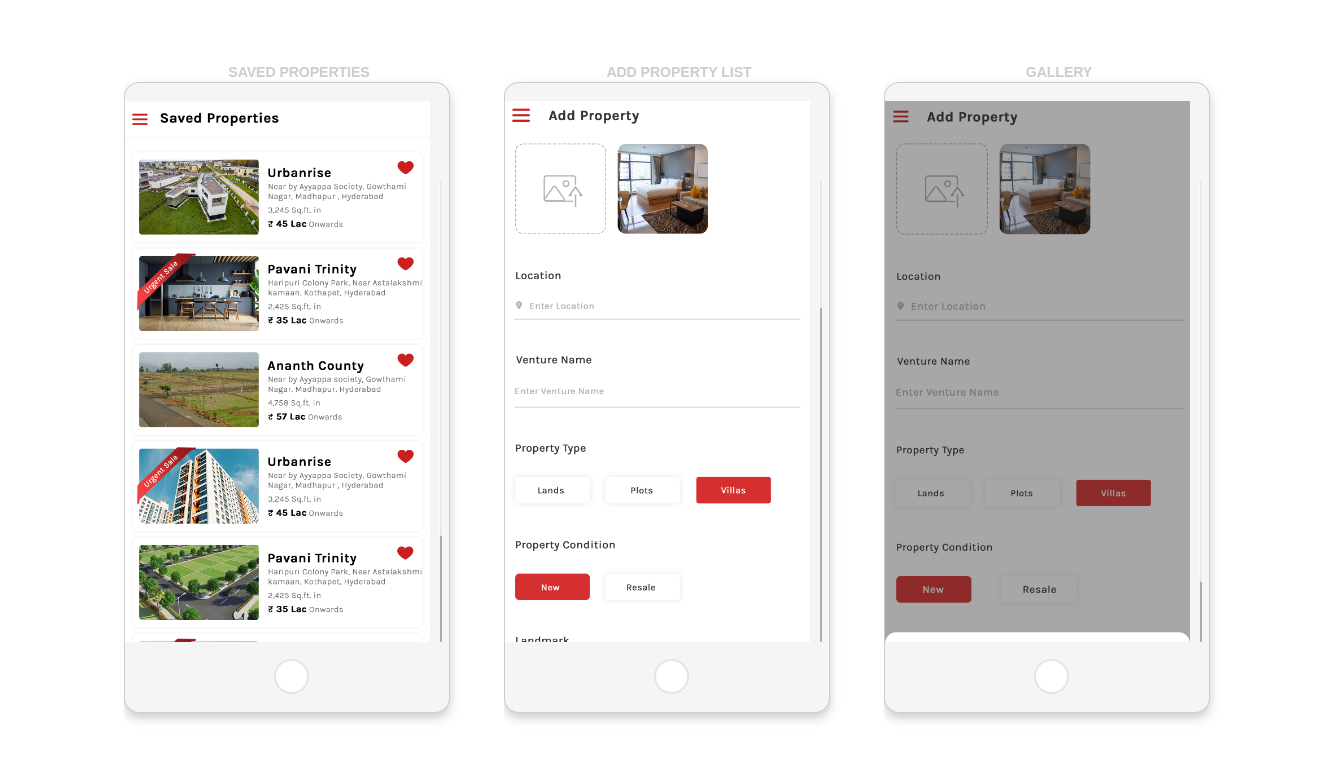 SAVED PROPERTIES
Saved Properties
Urbanrise
Near by Ayyappa Society, Gowthami
Nagar, Madhapur , Hyderabad
3,245 Sq.ft. in
₹ 45 Lac Onwards
Urgent Sale
Pavani Trinity
Haripuri Colony Park, Near Astalakshmi
kamaan, Kothapet, Hyderabad
2,425 Sq.ft. in
₹ 35 Lac Onwards
Ananth County
Near by Ayyappa society, Gowthami
Nagar, Madhapur, Hyderabad
4,758 Sq.ft. in
₹ 57 Lac Onwards
Urgent Sale
Urbanrise
Near by Ayyappa Society, Gowthami
Nagar, Madhapur , Hyderabad
3,245 Sq.ft. in
₹ 45 Lac Onwards
Pavani Trinity
Haripuri Colony Park, Near Astalakshmi
kamaan, Kothapet, Hyderabad
2,425 Sq.ft. in
₹ 35 Lac Onwards
ADD PROPERTY LIST
Add Property
Location
Enter Location
Venture Name
Enter Venture Name
Property Type
Lands Plots Villas
Property Condition
New Resale
Landmark
GALLERY
Add Property
Location
Enter Location
Venture Name
Enter Venture Name
Property Type
Lands Plots Villas
Property Condition
New Resale